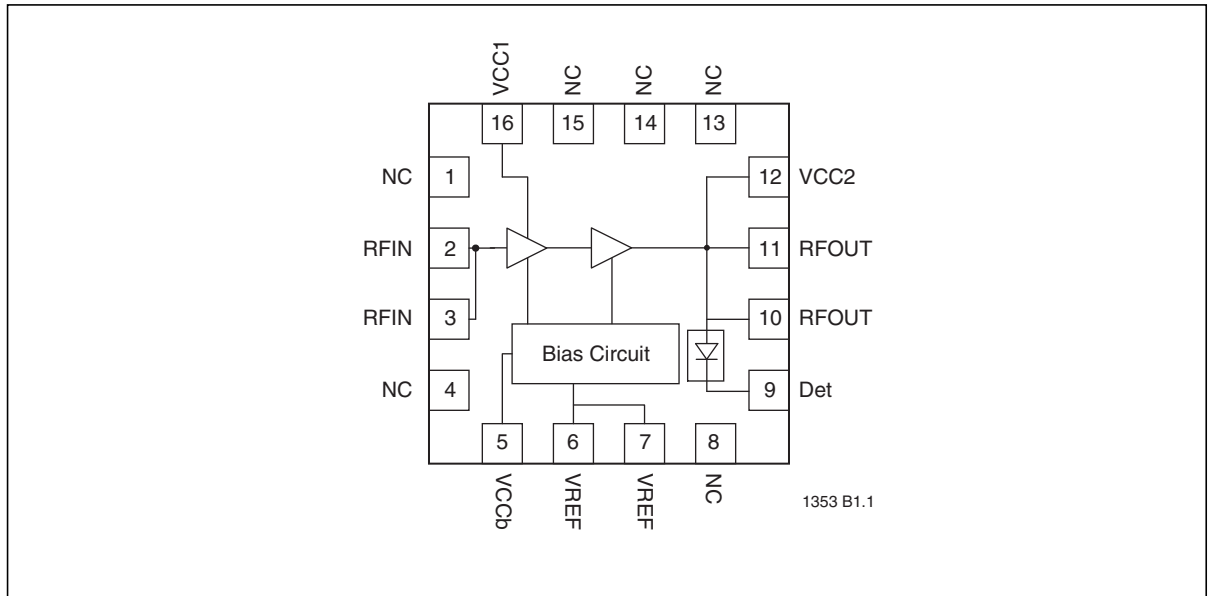 VCC1 NC NC NC
16 15 14 13
NC 1
12 VCC2
RFIN 2
11 RFOUT
RFIN 3
10 RFOUT
Bias Circuit
NC 4
9 Det
5 6 7 8
VCCb VREF VREF NC
1353 B1.1